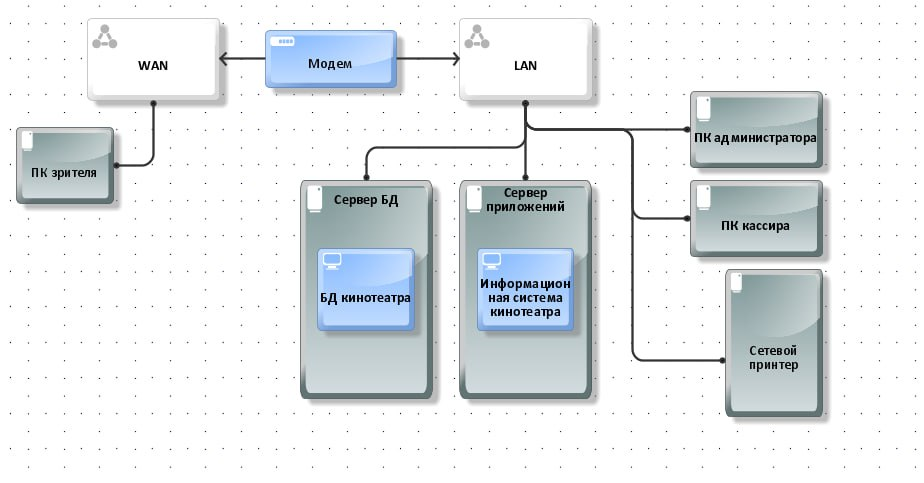 WAN
Модем
LAN
ПК зрителя
ПК администратора
Сервер БД
Сервер
приложений
ПК кассира
БД кинотеатра
Информацион
ная система
кинотеатра
Сетевой
принтер